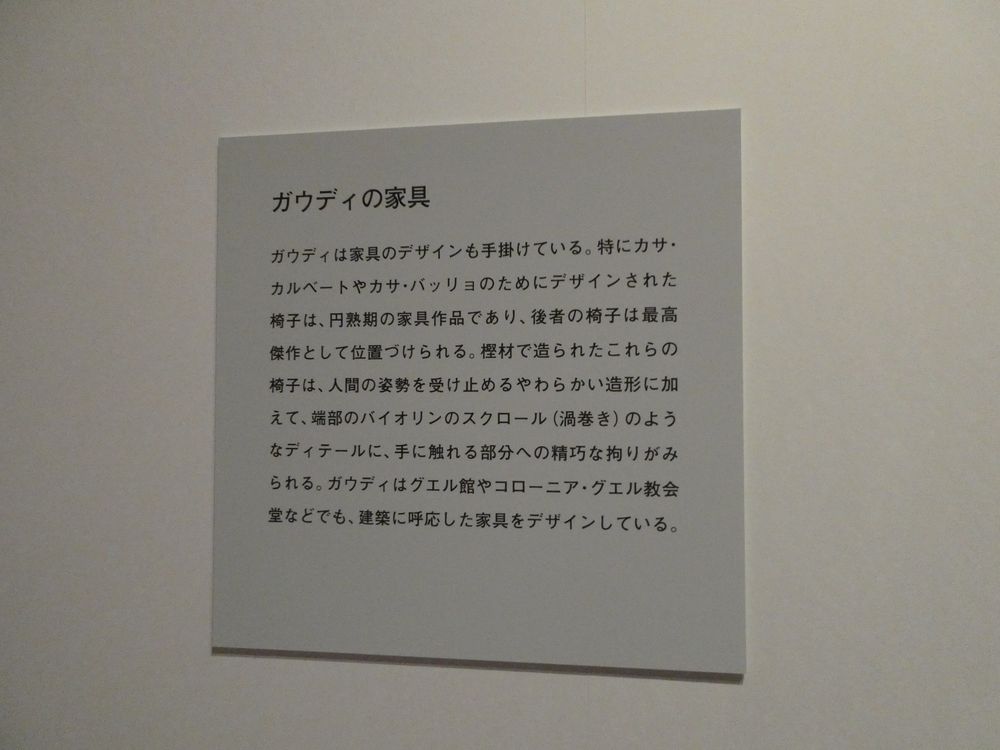 ガウディの家具
ガウディは家具のデザインも手掛けている。特にカサ・
カルベートやカサ・バッリョのためにデザインされた
椅子は、円熟期の家具作品であり、後者の椅子は最高
傑作として位置づけられる。樫材で造られたこれらの
椅子は、人間の姿勢を受け止めるやわらかい造形に加
えて、端部のバイオリンのスクロール（渦巻き）のよう
なディテールに、手に触れる部分への精巧な拘りがみ
られる。ガウディはグエル館やコローニア・グエル教会
堂などでも、建築に呼応した家具をデザインしている。